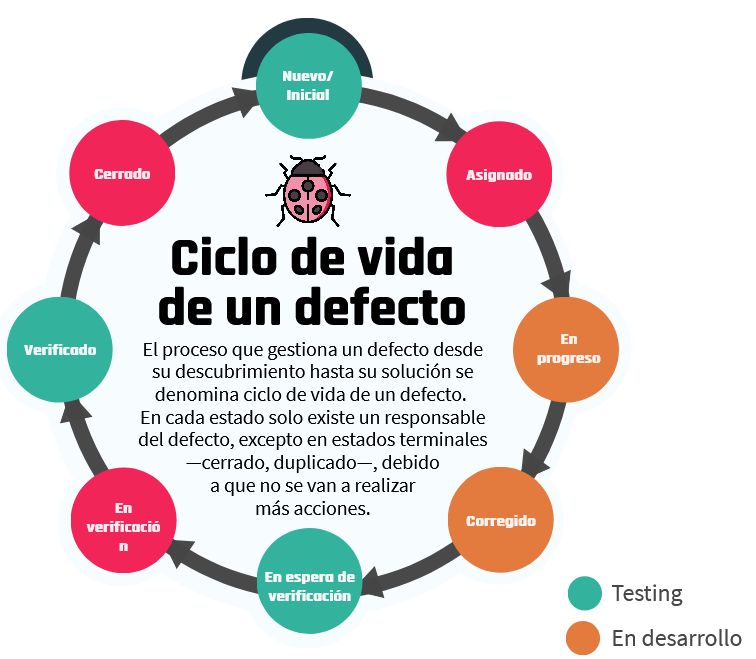 Nuevo/
Inicial
Asignado
En
progreso
Corregido
En espera de
verificación
En
verificació
n
Verificado
Cerrado
Ciclo de vida
de un defecto
El proceso que gestiona un defecto desde
su descubrimiento hasta su solución se
denomina ciclo de vida de un defecto.
En cada estado solo existe un responsable
del defecto, excepto en estados terminales
—cerrado, duplicado—, debido
a que no se van a realizar
más acciones.
Testing
En desarrollo